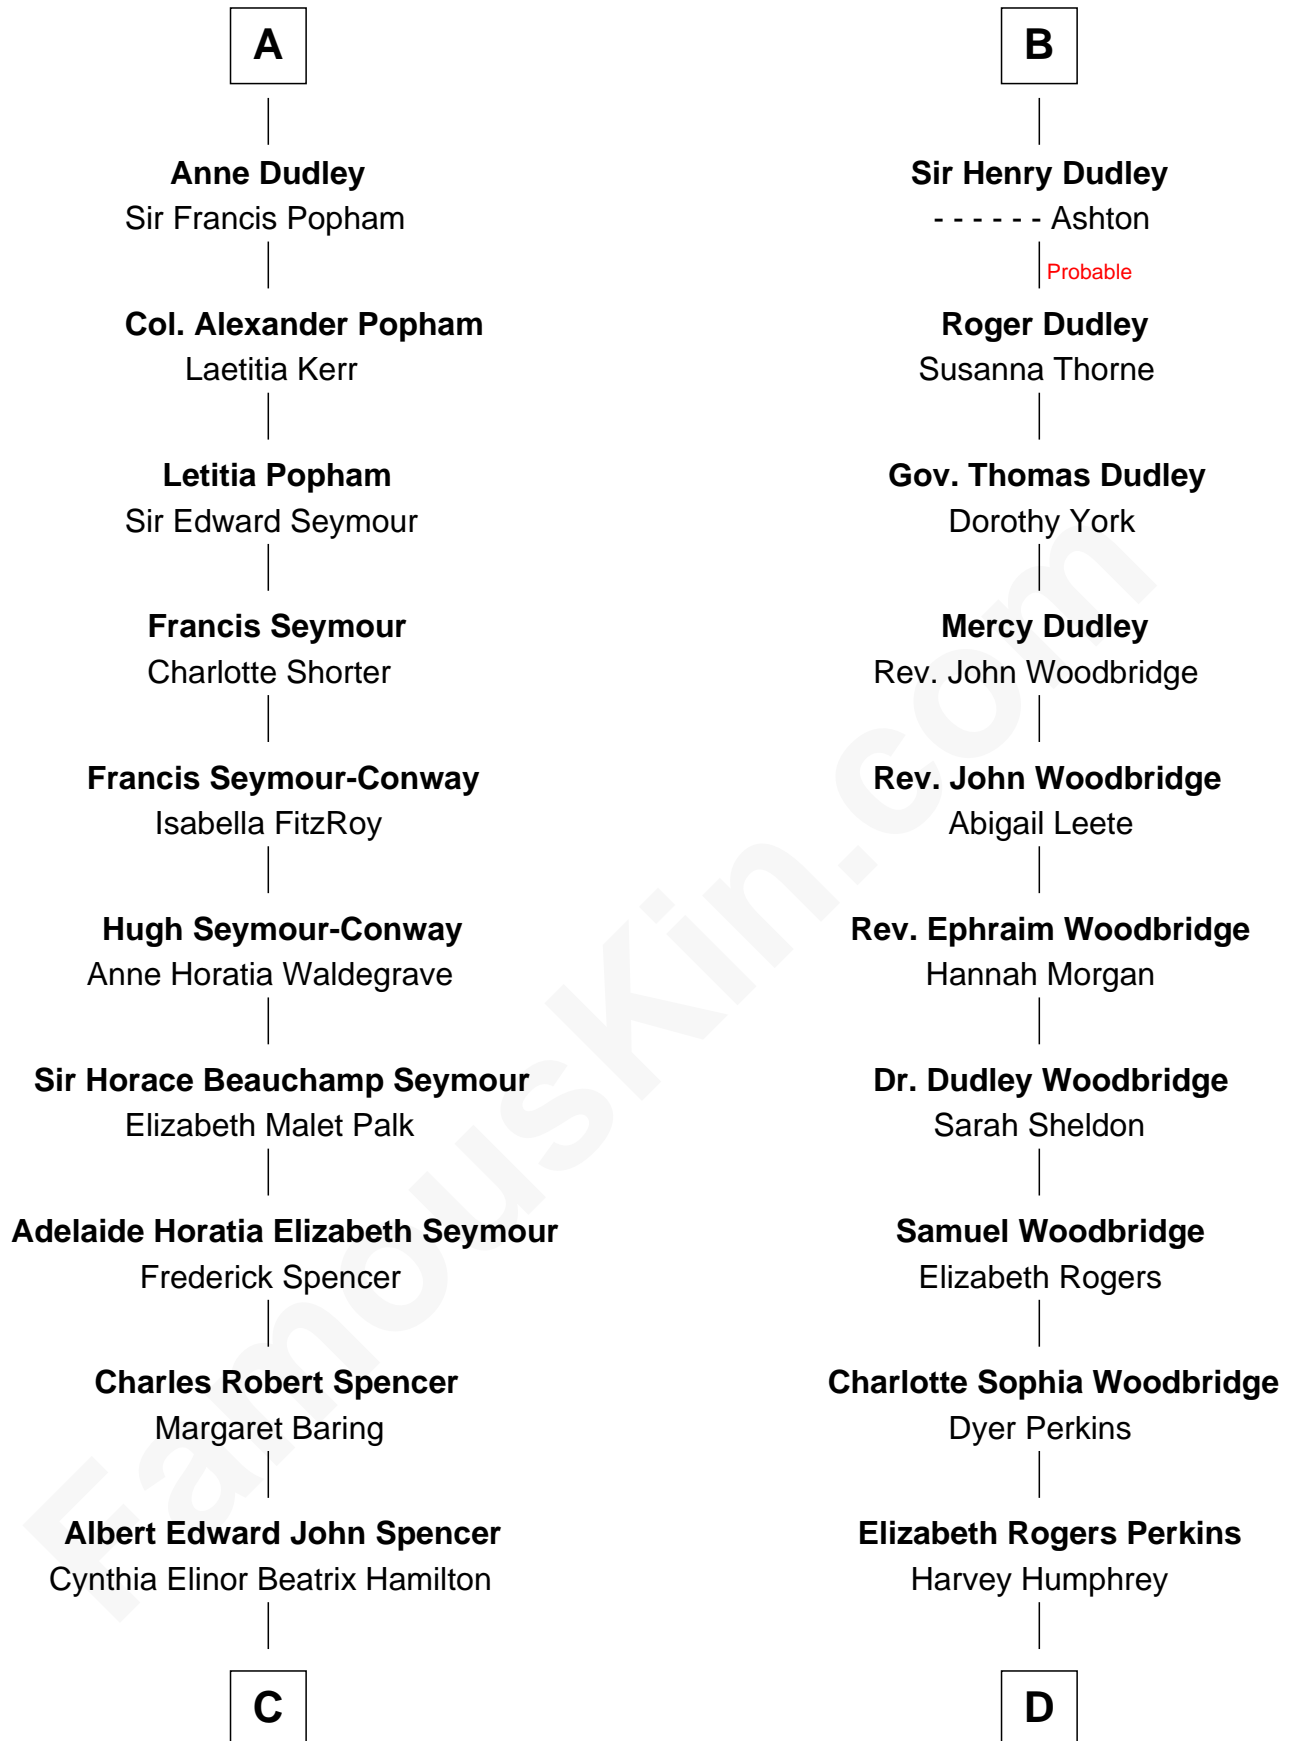 A
Anne Dudley
Sir Francis Popham
Col. Alexander Popham
Laetitia Kerr
Letitia Popham
Sir Edward Seymour
Francis Seymour
Charlotte Shorter
Francis Seymour-Conway
Isabella FitzRoy
Hugh Seymour-Conway
Anne Horatia Waldegrave
Sir Horace Beauchamp Seymour
Elizabeth Malet Palk
Adelaide Horatia Elizabeth Seymour
Frederick Spencer
Charles Robert Spencer
Margaret Baring
Albert Edward John Spencer
Cynthia Elinor Beatrix Hamilton
C
B
Sir Henry Dudley
- - - - - - Ashton
Probable
Roger Dudley
Susanna Thorne
Gov. Thomas Dudley
Dorothy York
Mercy Dudley
Rev. John Woodbridge
Rev. John Woodbridge
Abigail Leete
Rev. Ephraim Woodbridge
Hannah Morgan
Dr. Dudley Woodbridge
Sarah Sheldon
Samuel Woodbridge
Elizabeth Rogers
Charlotte Sophia Woodbridge
Dyer Perkins
Elizabeth Rogers Perkins
Harvey Humphrey
D
FamousKin.com